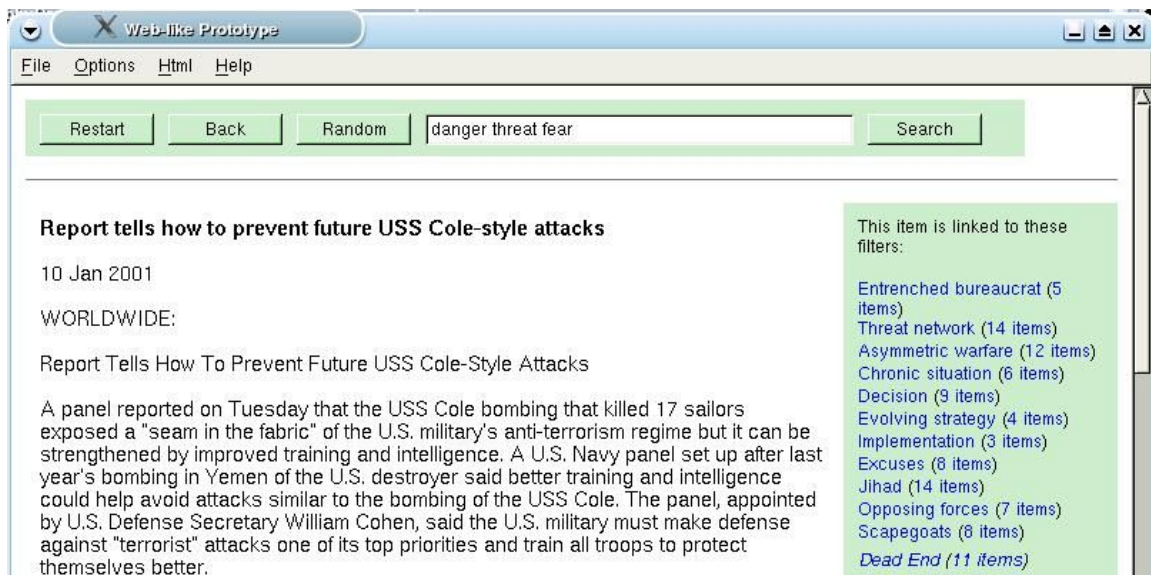 Web-like Prototype
File Options Html Help
Restart Back Random danger threat fear Search
Report tells how to prevent future USS Cole-style attacks
10 Jan 2001
WORLDWIDE:
Report Tells How To Prevent Future USS Cole-Style Attacks
A panel reported on Tuesday that the USS Cole bombing that killed 17 sailors
exposed a "seam in the fabric" of the U.S. military's anti-terrorism regime but it can be
strengthened by improved training and intelligence. A U.S. Navy panel set up after last
year's bombing in Yemen of the U.S. destroyer said better training and intelligence
could help avoid attacks similar to the bombing of the USS Cole. The panel, appointed
by U.S. Defense Secretary William Cohen, said the U.S. military must make defense
against "terrorist" attacks one of its top priorities and train all troops to protect
themselves better.
This item is linked to these
filters:
Entrenched bureaucrat (5
items)
Threat network (14 items)
Asymmetric warfare (12 items)
Chronic situation (6 items)
Decision (9 items)
Evolving strategy (4 items)
Implementation (3 items)
Excuses (8 items)
Jihad (14 items)
Opposing forces (7 items)
Scapegoats (8 items)
Dead End (11 items)